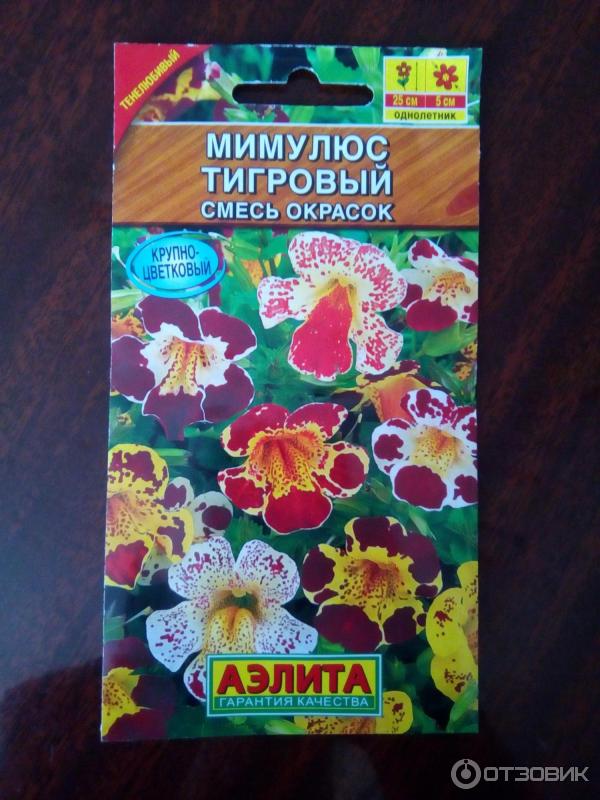 ТЕНЕЛЮБИВЫЙ
25 см 5 см
однолетник
МИМУЛЮС
ТИГРОВЫЙ
СМЕСЬ ОКРАСОК
КРУПНО-
ЦВЕТКОВЫЙ
АЭЛИТА
ГАРАНТИЯ КАЧЕСТВА
ОТЗОВИК